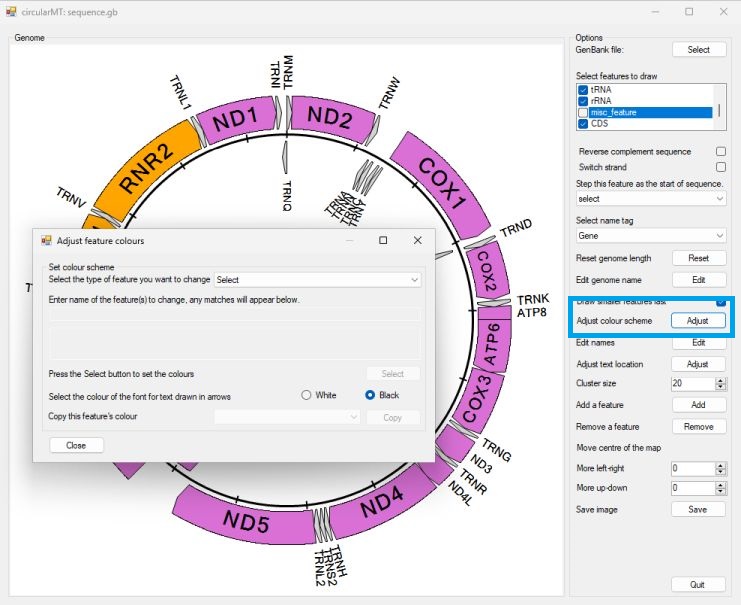 circularMT: sequence.gb
Genome
TRNL1
TRNI
TRNM
TRNW
ND1
ND2
RNR2
COX1
TRNQ
TRNV
TRNA
TRNN
TRNC
TRNY
TRND
COX2
TRNK
ATP8
ATP6
COX3
TRNG
ND3
TRNR
ND4L
ND4
TRNH
TRNS2
TRNL2
ND5
T
Adjust feature colours
Set colour scheme
Select the type of feature you want to change Select
Enter name of the feature(s) to change, any matches will appear below.
Press the Select button to set the colours Select
Select the colour of the font for text drawn in arrows White Black
Copy this feature's colour Copy
Close
Options
GenBank file: Select
Select features to draw
tRNA
rRNA
misc_feature
CDS
Reverse complement sequence
Switch strand
Step this feature as the start of sequence.
select
Select name tag
Gene
Reset genome length Reset
Edit genome name Edit
Draw smaller features last
Adjust colour scheme Adjust
Edit names Edit
Adjust text location Adjust
Cluster size 20
Add a feature Add
Remove a feature Remove
Move centre of the map
More left-right 0
More up-down 0
Save image Save
Quit